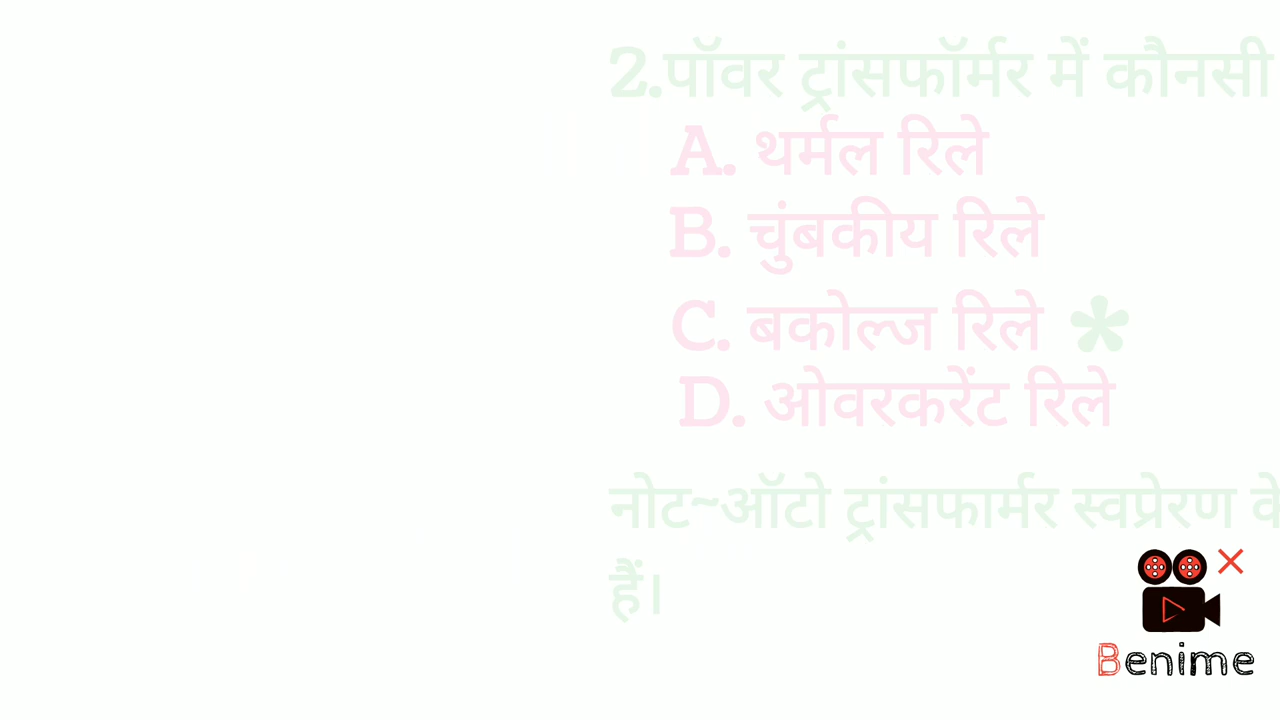 2.पॉवर ट्रांसफॉर्मर में कौनसी
A. थर्मल रिले
B. चुंबकीय रिले
C. बकोल्ज रिले *
D. ओवरकरेंट रिले
नोट~ऑटो ट्रांसफार्मर स्वप्रेरण के
हैं।
Benime